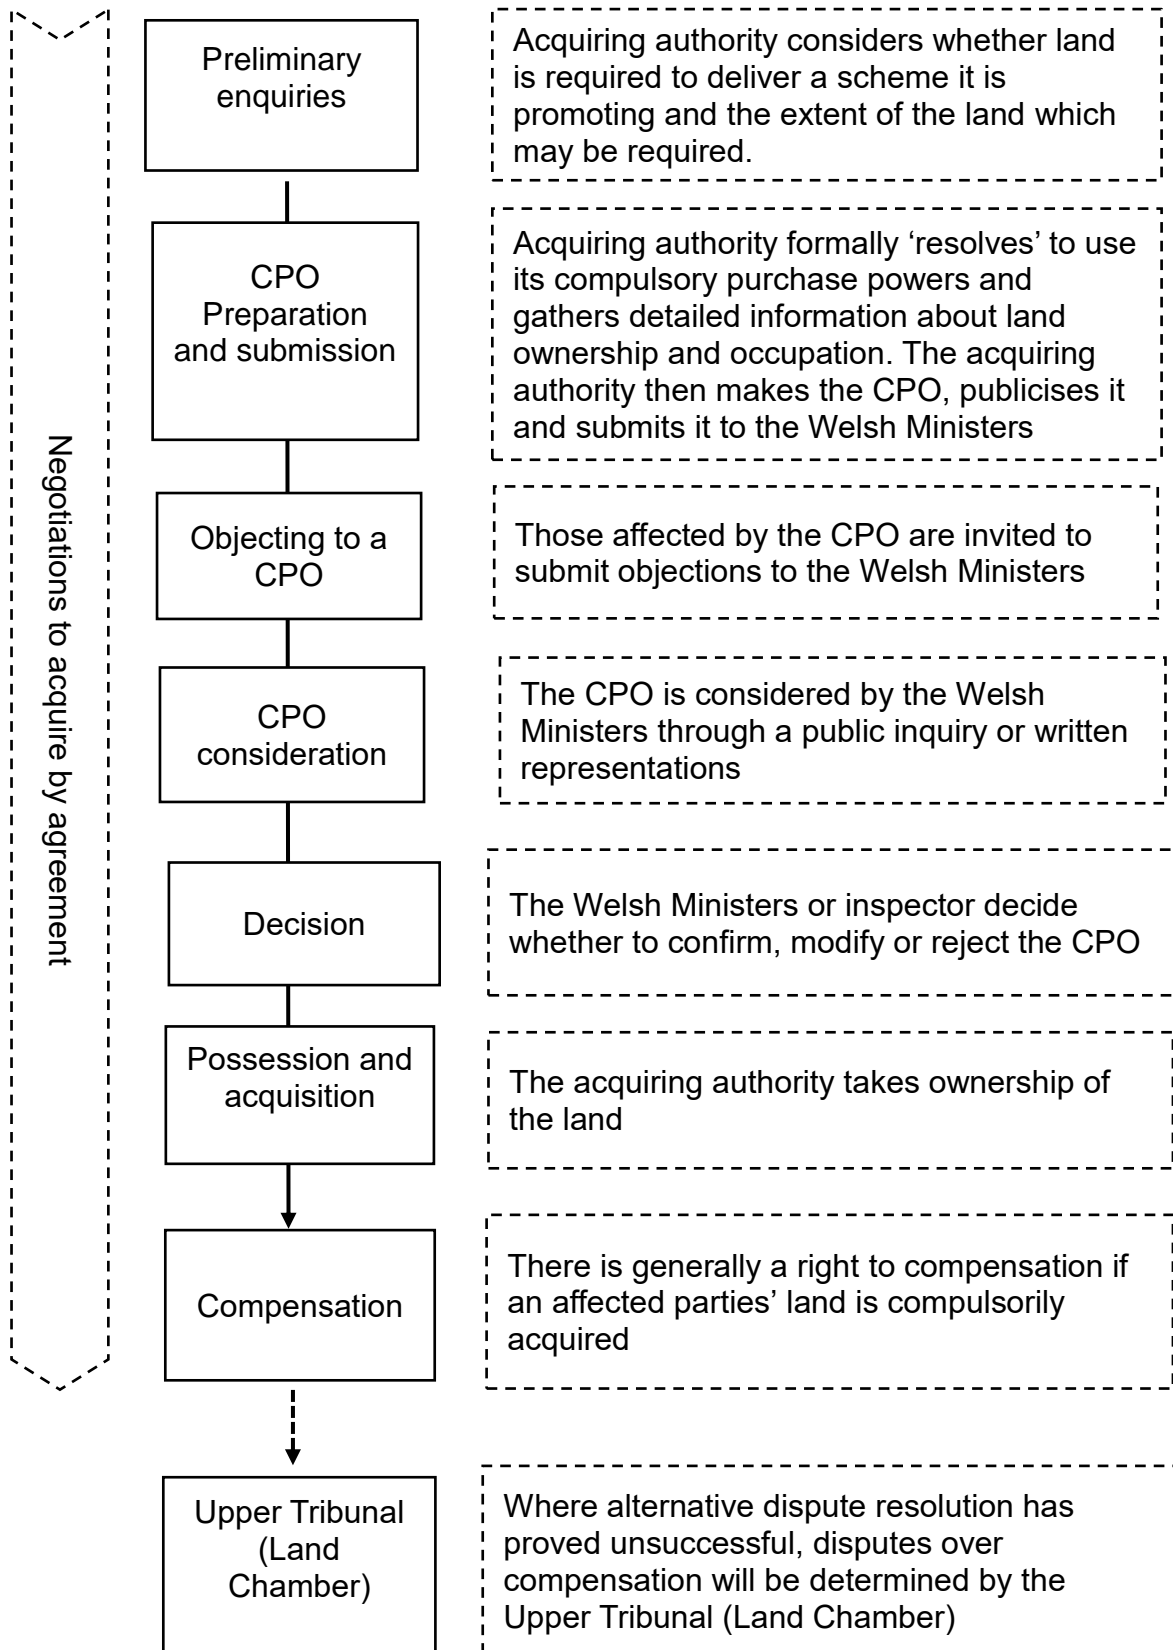 Negotiations to acquire by agreement
Preliminary
enquiries
Acquiring authority considers whether land
is required to deliver a scheme it is
promoting and the extent of the land which
may be required.
CPO
Preparation
and submission
Acquiring authority formally ‘resolves’ to use
its compulsory purchase powers and
gathers detailed information about land
ownership and occupation. The acquiring
authority then makes the CPO, publicises it
and submits it to the Welsh Ministers
Objecting to a
CPO
Those affected by the CPO are invited to
submit objections to the Welsh Ministers
CPO
consideration
The CPO is considered by the Welsh
Ministers through a public inquiry or written
representations
Decision
The Welsh Ministers or inspector decide
whether to confirm, modify or reject the CPO
Possession and
acquisition
The acquiring authority takes ownership of
the land
Compensation
There is generally a right to compensation if
an affected parties’ land is compulsorily
acquired
Upper Tribunal
(Land
Chamber)
Where alternative dispute resolution has
proved unsuccessful, disputes over
compensation will be determined by the
Upper Tribunal (Land Chamber)